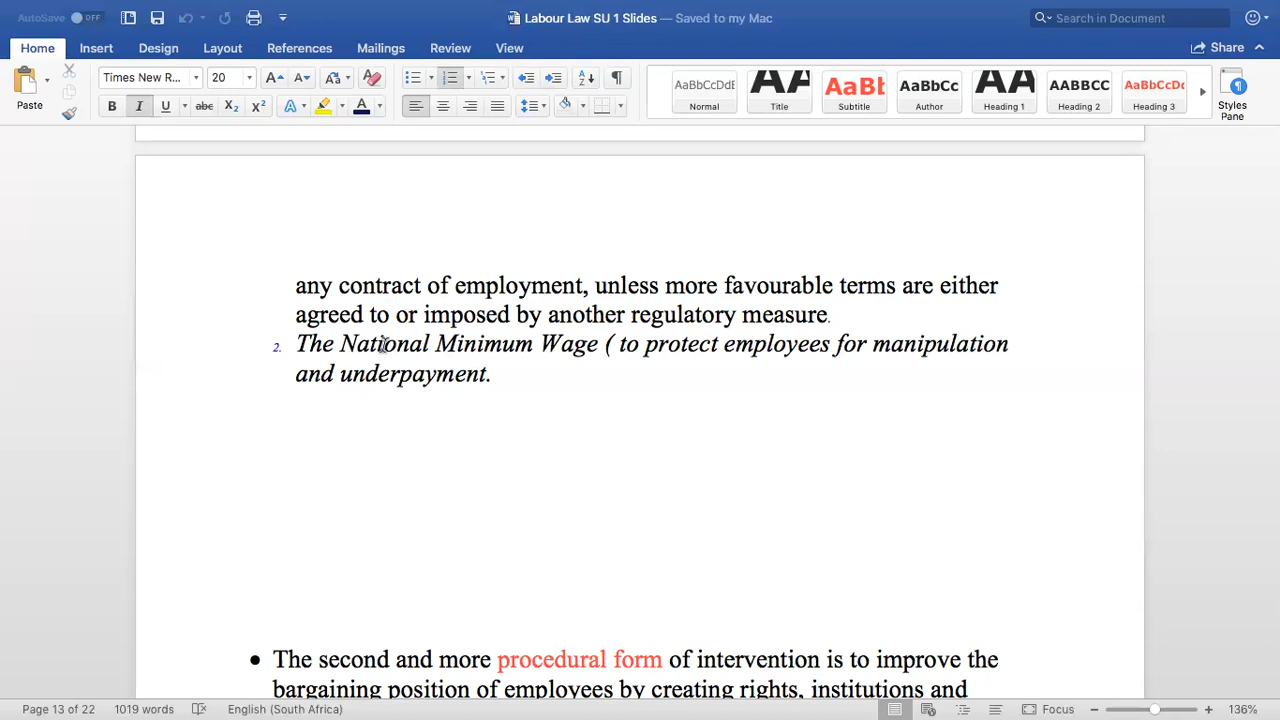 AutoSave OFF
Labour Law SU 1 Slides — Saved to my Mac
Search in Document
Home Insert Design Layout References Mailings Review View Share
Times New R... 20
Paste
AaBbCcDdE AA AaBb AaBbCc AA AABBCC AaBbCcDc
Normal Title Subtitle Author Heading 1 Heading 2 Heading 3
Styles
Pane
any contract of employment, unless more favourable terms are either
agreed to or imposed by another regulatory measure.
2. The National Minimum Wage ( to protect employees for manipulation
and underpayment.
• The second and more procedural form of intervention is to improve the
bargaining position of employees by creating rights, institutions and
Page 13 of 22 1019 words English (South Africa) Focus 136%